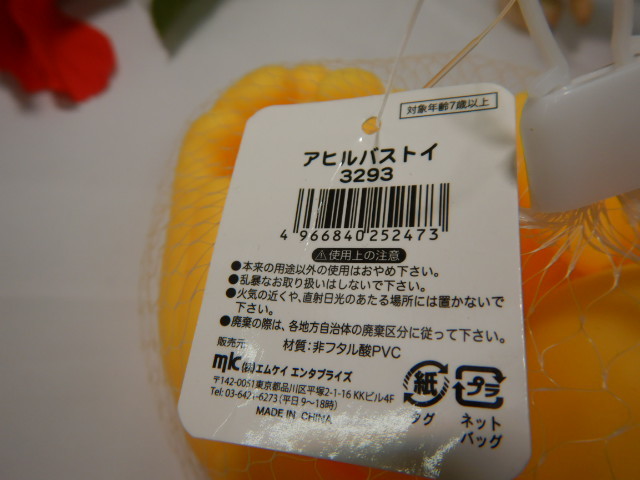 対象年齢7歳以上
アヒルバストイ
3293
4 966840 252473
⚠使用上の注意
●本来の用途以外の使用はおやめ下さい。
●乱暴なお取り扱いはしないで下さい。
●火気の近くや、直射日光のあたる場所には置かないで
下さい。
●廃棄の際は、各地方自治体の廃棄区分に従って下さい。
材質:非フタル酸PVC
販売元
mk (株)エムケイ エンタプライズ
〒142-0051東京都品川区平塚2-1-16 KKビル4F
Tel: 03-642 -6273(平日9~18時)
MADE IN CHINA
紙
タグ
プラ
ネット
バッグ